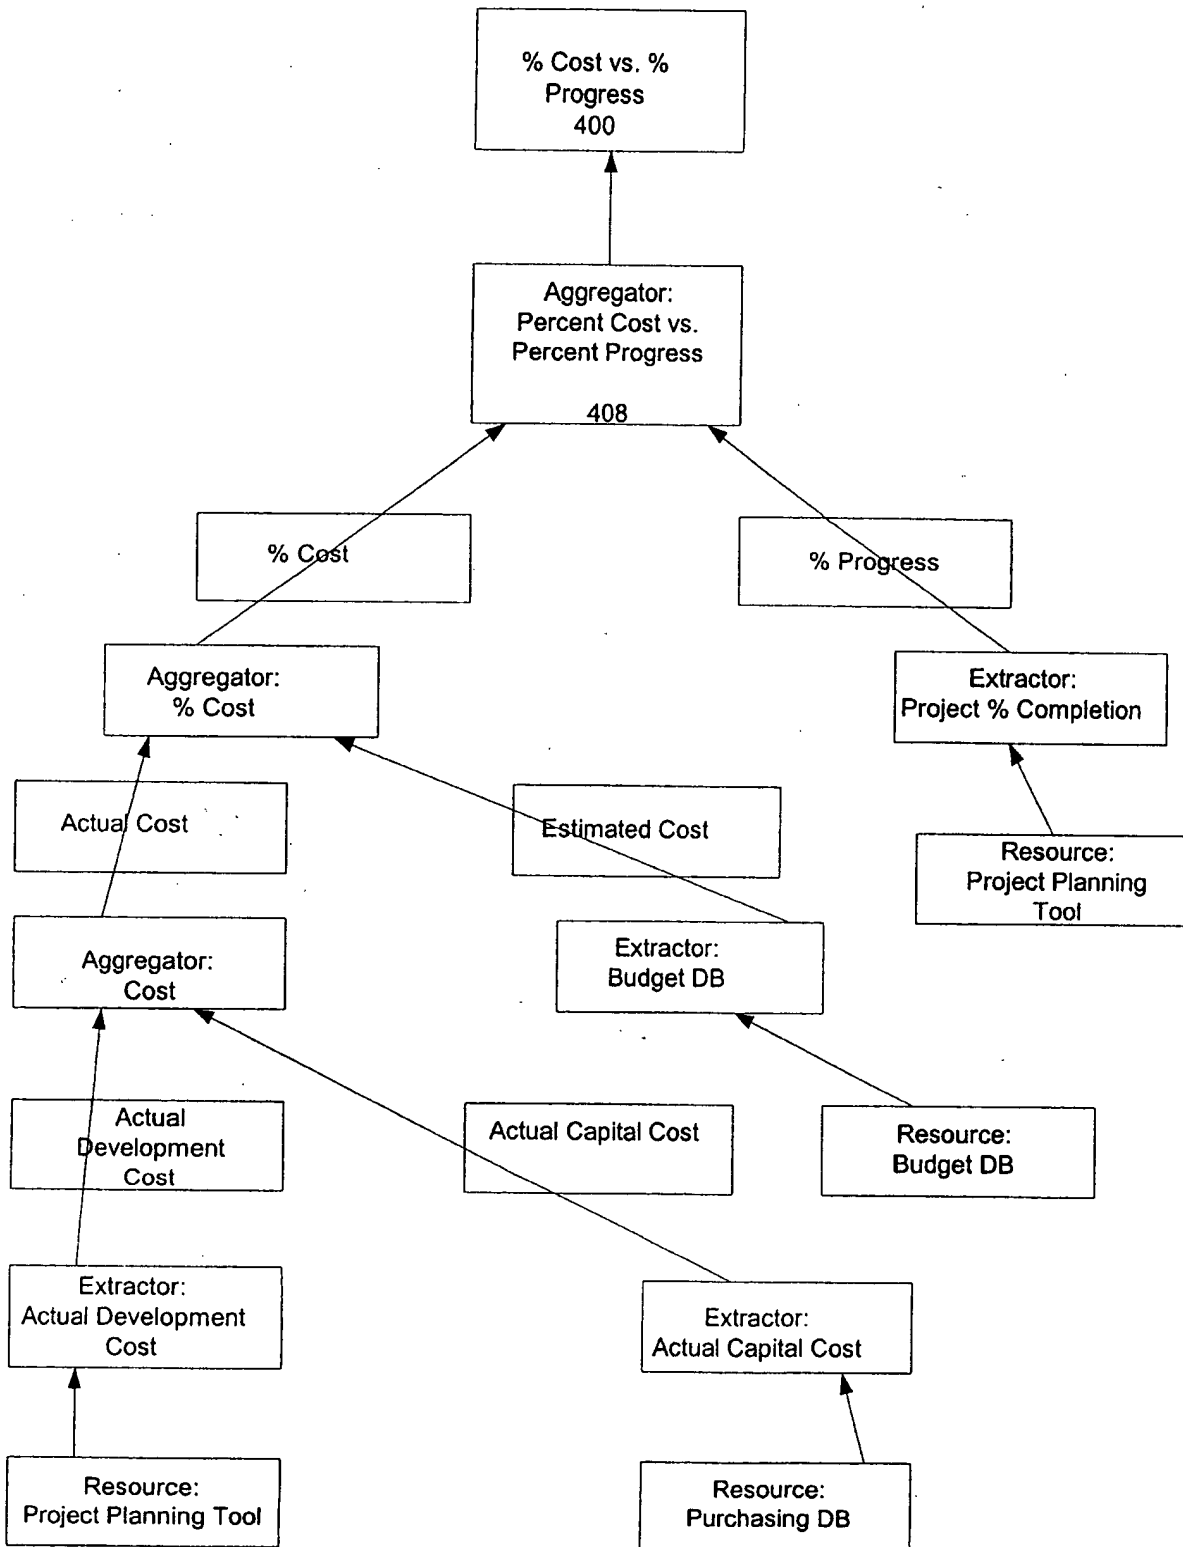 % Cost vs. %
Progress
400
Aggregator:
Percent Cost vs.
Percent Progress
408
% Cost
% Progress
Aggregator:
% Cost
Extractor:
Project % Completion
Actual Cost
Estimated Cost
Resource:
Project Planning
Tool
Aggregator:
Cost
Extractor:
Budget DB
Actual
Development
Cost
Actual Capital Cost
Resource:
Budget DB
Extractor:
Actual Development
Cost
Extractor:
Actual Capital Cost
Resource:
Project Planning Tool
Resource:
Purchasing DB